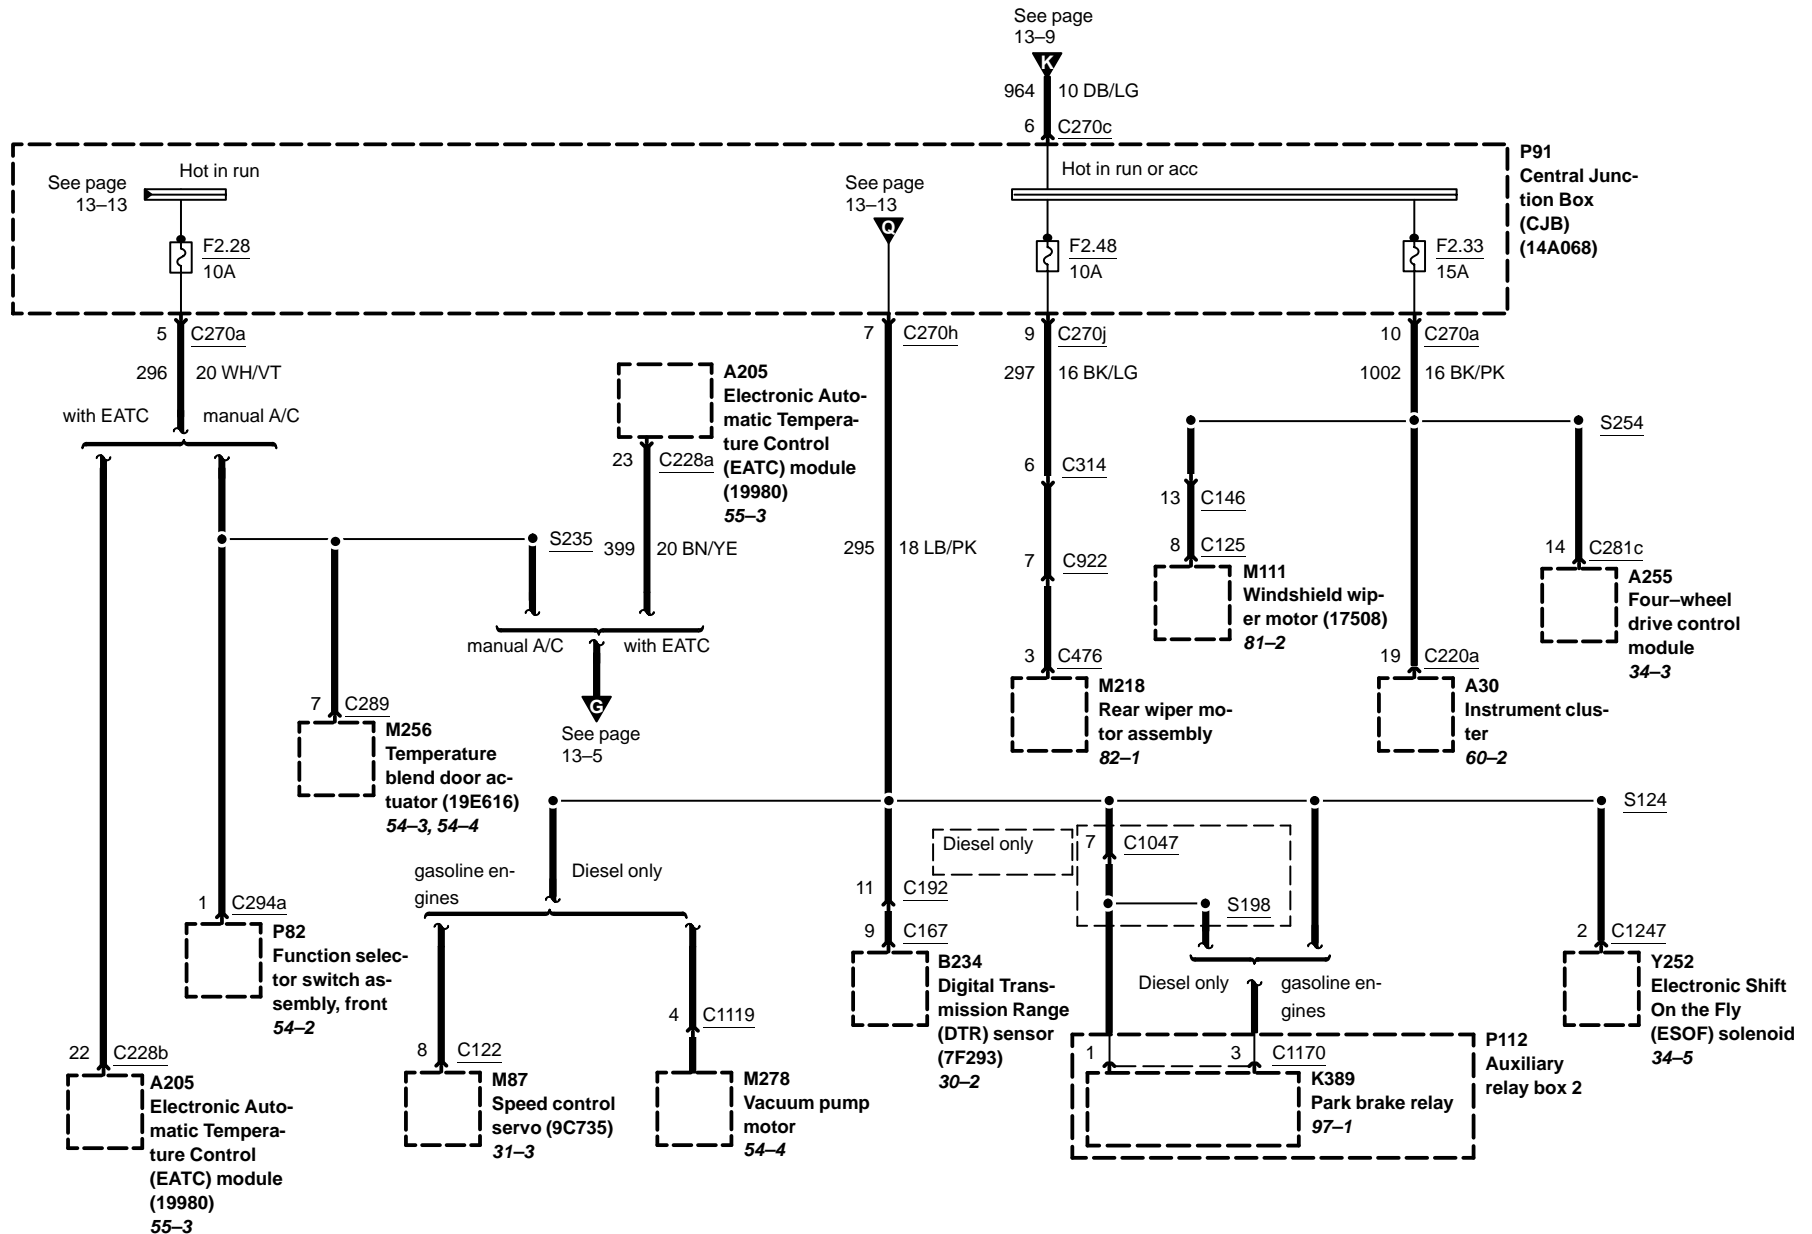 See page
13–9
K
964 10 DB/LG
6 C270c
P91
Central Junc-
tion Box
(CJB)
(14A068)
Hot in run
See page
13–13
F2.28
10A
See page
13–13
Q
Hot in run or acc
F2.48
10A
F2.33
15A
5 C270a
296 20 WH/VT
with EATC manual A/C
7 C270h
9 C270j
297 16 BK/LG
10 C270a
1002 16 BK/PK
S254
A205
Electronic Auto-
matic Tempera-
ture Control
(EATC) module
(19980)
55–3
23 C228a
399 20 BN/YE
S235
manual A/C with EATC
G
See page
13–5
295 18 LB/PK
6 C314
7 C922
3 C476
M218
Rear wiper mo-
tor assembly
82–1
13 C146
8 C125
M111
Windshield wip-
er motor (17508)
81–2
19 C220a
A30
Instrument clus-
ter
60–2
14 C281c
A255
Four–wheel
drive control
module
34–3
7 C289
M256
Temperature
blend door ac-
tuator (19E616)
54–3, 54–4
S124
1 C294a
P82
Function selec-
tor switch as-
sembly, front
54–2
22 C228b
A205
Electronic Auto-
matic Tempera-
ture Control
(EATC) module
(19980)
55–3
gasoline en-
gines
Diesel only
8 C122
M87
Speed control
servo (9C735)
31–3
4 C1119
M278
Vacuum pump
motor
54–4
11 C192
9 C167
B234
Digital Trans-
mission Range
(DTR) sensor
(7F293)
30–2
Diesel only
7 C1047
S198
Diesel only
gasoline en-
gines
1 3 C1170
K389
Park brake relay
97–1
P112
Auxiliary
relay box 2
2 C1247
Y252
Electronic Shift
On the Fly
(ESOF) solenoid
34–5